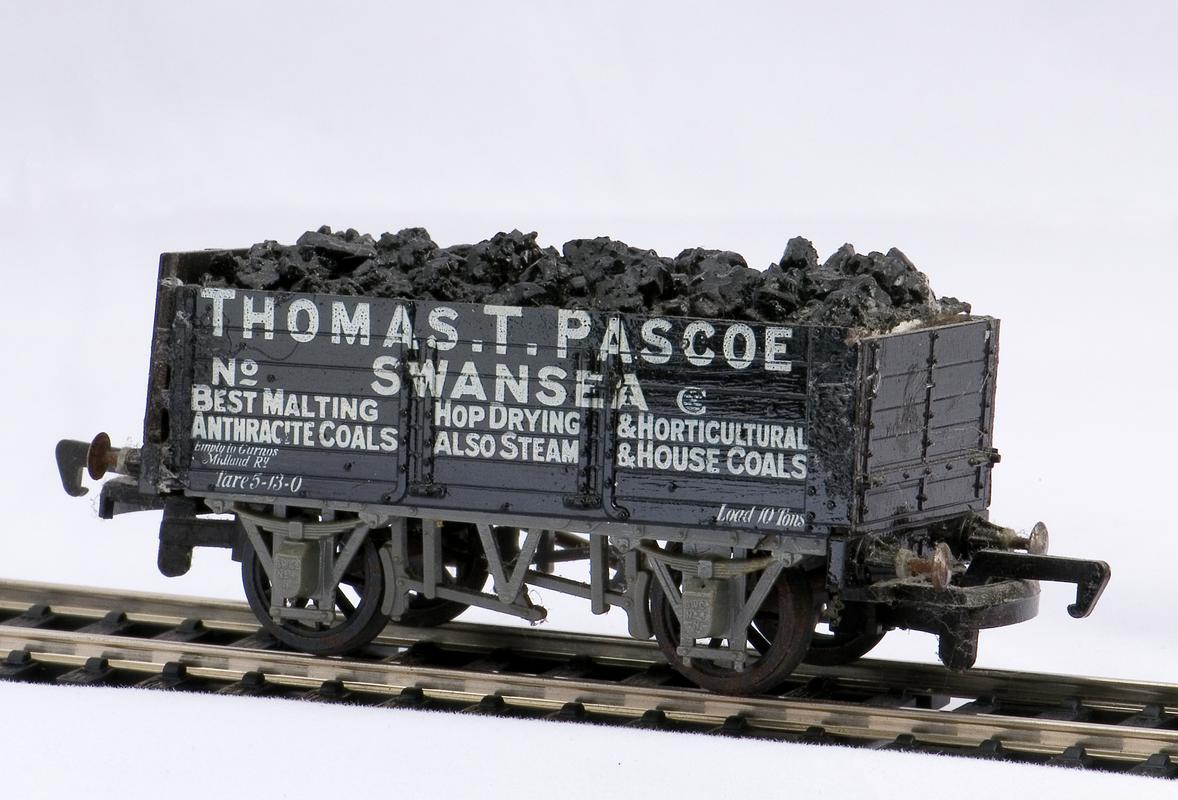 THOMAS.T. PASCOE
Nº SWANSEA C
BEST MALTING HOP DRYING & HORTICULTURAL
ANTHRACITE COALS ALSO STEAM & HOUSE COALS
Empty to Gurnos
Midland Ry
Tare 5-13-0
Load 10 Tons